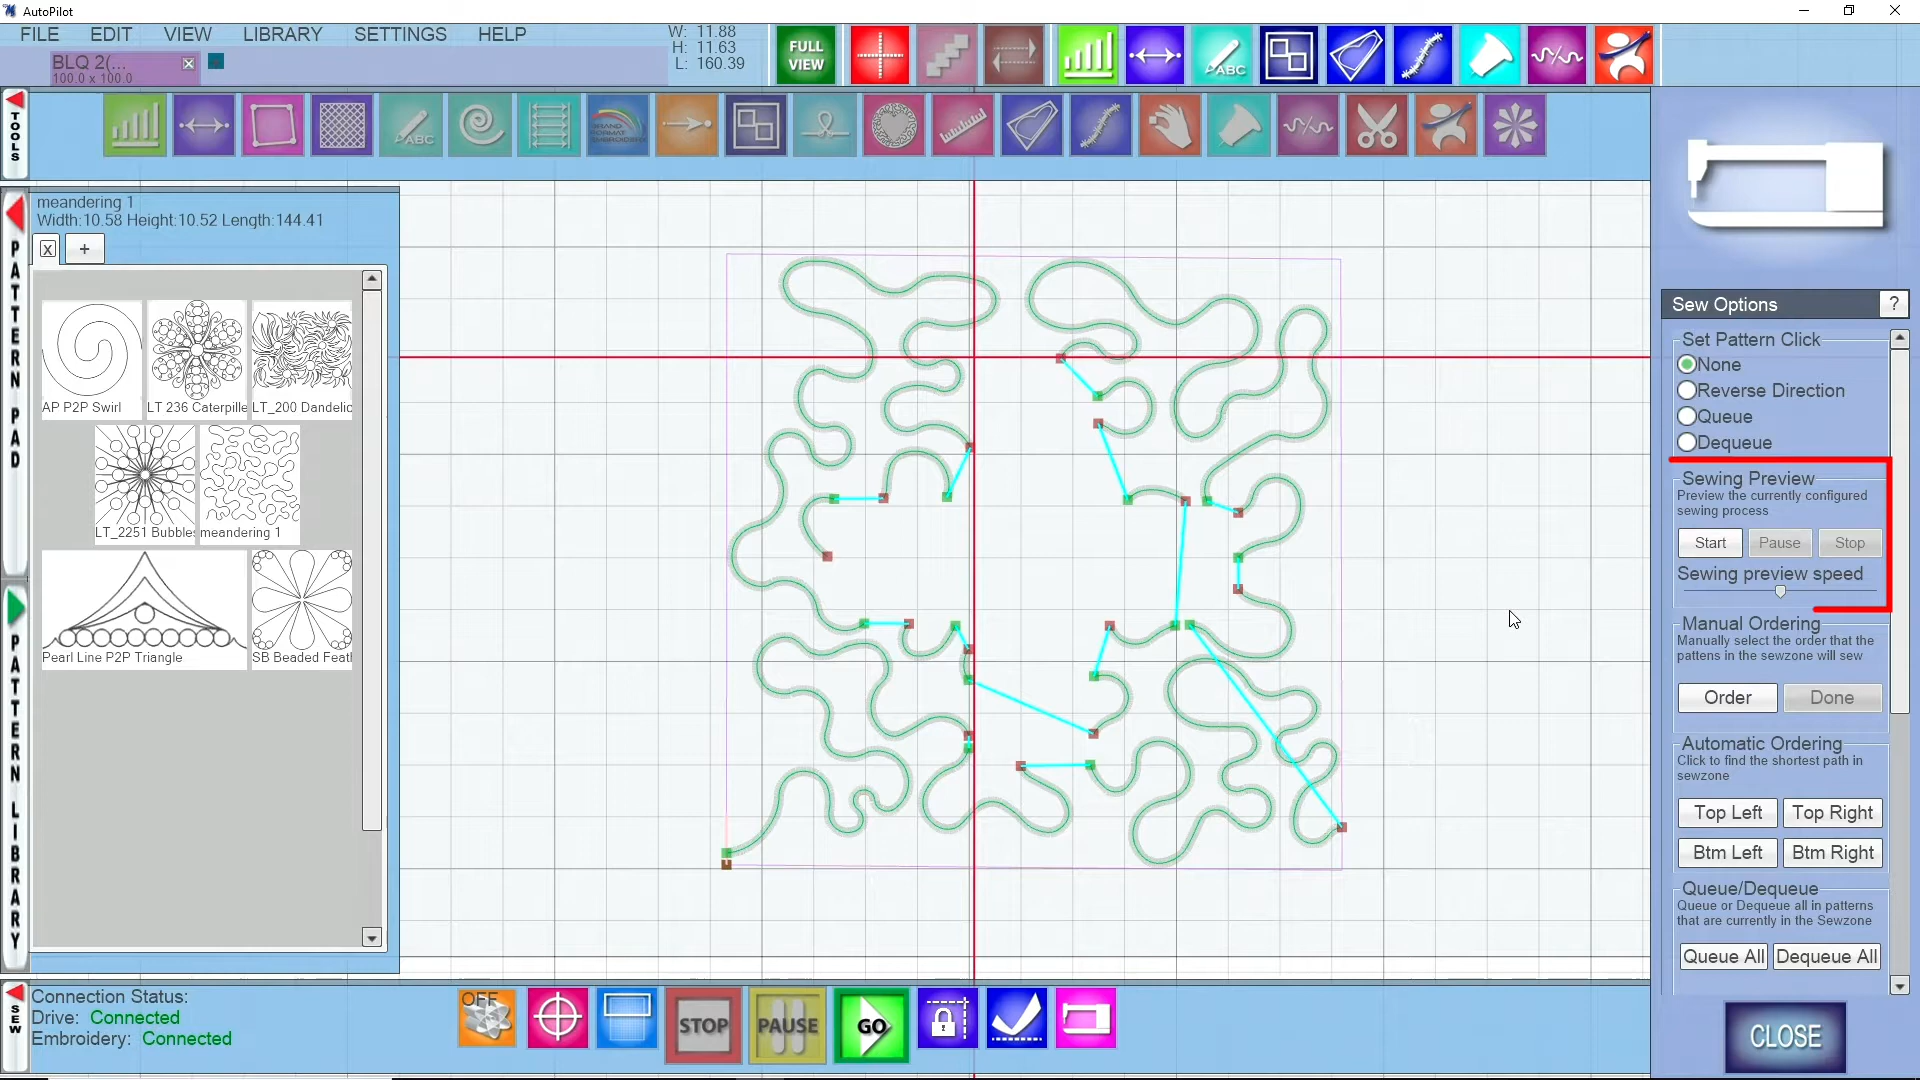 AutoPilot
FILE EDIT VIEW LIBRARY SETTINGS HELP
W: 11.88
H: 11.63
L: 160.39
BLQ 2(...
100.0 x 100.0
FULL
VIEW
ABC
TOOLS
ABC
meandering 1
Width:10.58 Height:10.52 Length:144.41
X
+
PATTERN PAD
AP P2P Swirl
LT 236 Caterpille
LT_200 Dandelic
LT_2251 Bubbles
meandering 1
Pearl Line P2P Triangle
SB Beaded Feath
PATTERN LIBRARY
Sew Options ?
Set Pattern Click
None
Reverse Direction
Queue
Dequeue
Sewing Preview
Preview the currently configured
sewing process
Start Pause Stop
Sewing preview speed
Manual Ordering
Manually select the order that the
pattens in the sewzone will sew
Order Done
Automatic Ordering
Click to find the shortest path in
sewzone
Top Left Top Right
Btm Left Btm Right
Queue/Dequeue
Queue or Dequeue all in patterns
that are currently in the Sewzone
Queue All Dequeue All
CLOSE
SEW
Connection Status:
Drive: Connected
Embroidery: Connected
OFF
STOP
PAUSE
GO